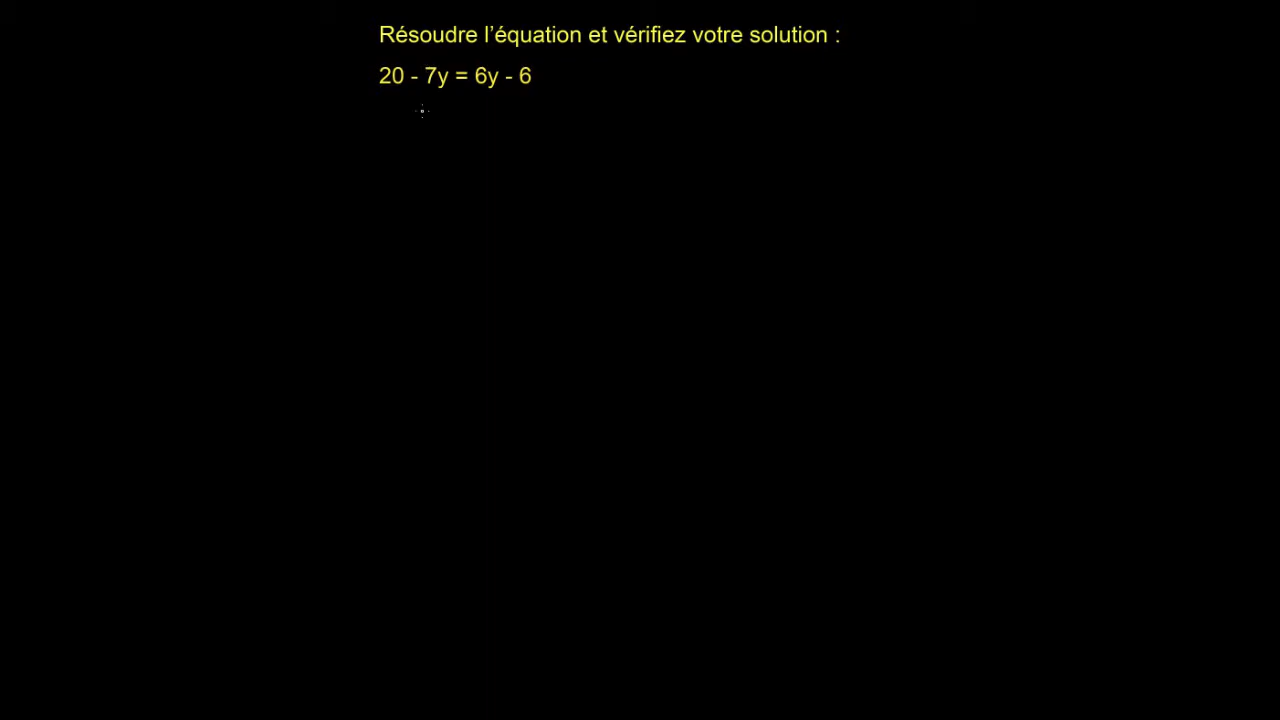 Résoudre l’équation et vérifiez votre solution :
20 - 7y = 6y - 6